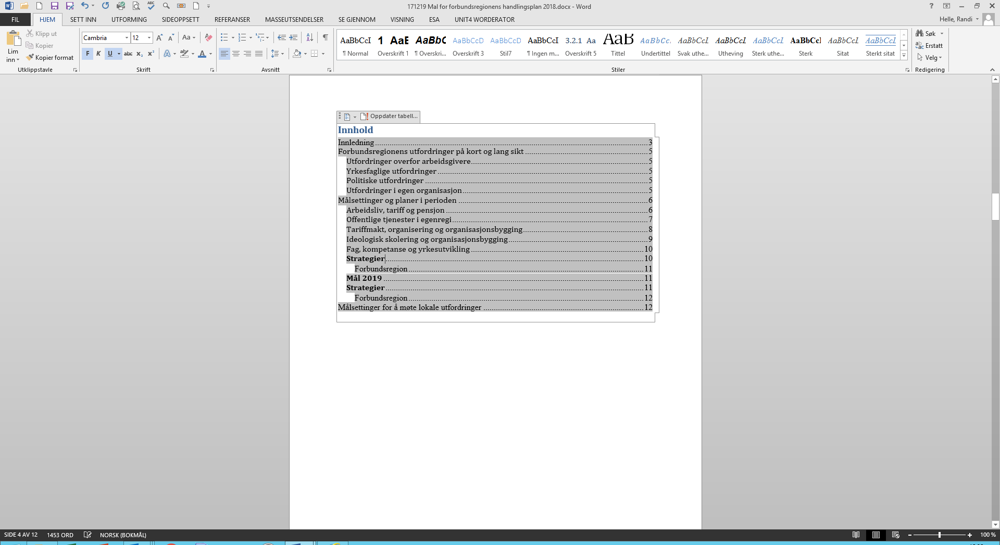 171219 Mal for forbundsregionens handlingsplan 2018.docx - Word
FIL HJEM SETT INN UTFORMING SIDEOPPSETT REFERANSER MASSEUTSENDELSER SE GJENNOM VISNING ESA UNIT4 WORDERATOR Helle, Randi
Lim inn
Klipp ut
Kopier
Kopier format
Utklippstavle
Cambria 12
F K U abc x₂ x²
Skrift
Avsnitt
AaBbCcI 1 AaE AaBbC AaBbCcD AaBbCcD AaBbCcI 3.2.1 Aa AaB AaBbCc. AaBbCcL AaBbCcL AaBbCcL AaBbCcI AaBbCcL AaBbCcL
¶ Normal Overskrift 1 ¶ Overskri... Overskrift 3 Stil7 ¶ Ingen m... Overskrift 5 Tittel Undertittel Svak uthe... Utheving Sterk uthe... Sterk Sitat Sterkt sitat
Stiler
Søk
Erstatt
Velg
Redigering
Oppdater tabell...
Innhold
Innledning 3
Forbundsregionens utfordringer på kort og lang sikt 5
Utfordringer overfor arbeidsgivere 5
Yrkesfaglige utfordringer 5
Politiske utfordringer 5
Utfordringer i egen organisasjon 5
Målsettinger og planer i perioden 6
Arbeidsliv, tariff og pensjon 6
Offentlige tjenester i egenregi 7
Tariffmakt, organisering og organisasjonsbygging 8
Ideologisk skolering og organisasjonsbygging 9
Fag, kompetanse og yrkesutvikling 10
Strategier 10
Forbundsregion 11
Mål 2019 11
Strategier 11
Forbundsregion 12
Målsettinger for å møte lokale utfordringer 12
SIDE 4 AV 12 1453 ORD NORSK (BOKMÅL) 100 %